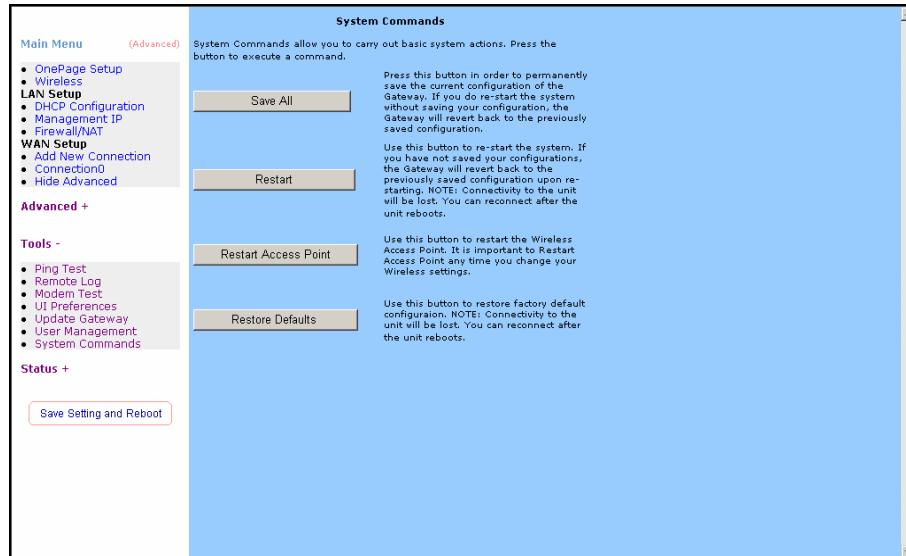 System Commands
Main Menu (Advanced)
System Commands allow you to carry out basic system actions. Press the
button to execute a command.
OnePage Setup
Wireless
LAN Setup
DHCP Configuration
Management IP
Firewall/NAT
WAN Setup
Add New Connection
Connection0
Hide Advanced
Advanced +
Tools -
Ping Test
Remote Log
Modem Test
UI Preferences
Update Gateway
User Management
System Commands
Status +
Save Setting and Reboot
Save All
Press this button in order to permanently
save the current configuration of the
Gateway. If you do re-start the system
without saving your configuration, the
Gateway will revert back to the previously
saved configuration.
Restart
Use this button to re-start the system. If
you have not saved your configurations,
the Gateway will revert back to the
previously saved configuration upon re-
starting. NOTE: Connectivity to the unit
will be lost. You can reconnect after the
unit reboots.
Restart Access Point
Use this button to restart the Wireless
Access Point. It is important to Restart
Access Point any time you change your
Wireless settings.
Restore Defaults
Use this button to restore factory default
configuraion. NOTE: Connectivity to the
unit will be lost. You can reconnect after
the unit reboots.